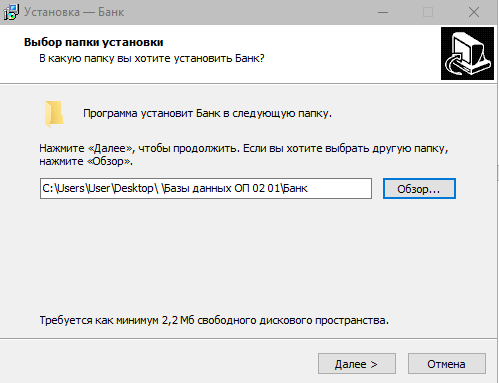 Установка — Банк
Выбор папки установки
В какую папку вы хотите установить Банк?
Программа установит Банк в следующую папку.
Нажмите «Далее», чтобы продолжить. Если вы хотите выбрать другую папку,
нажмите «Обзор».
C:\Users\User\Desktop\ \Базы данных ОП 02 01\Банк
Обзор...
Требуется как минимум 2,2 Мб свободного дискового пространства.
Далее >
Отмена